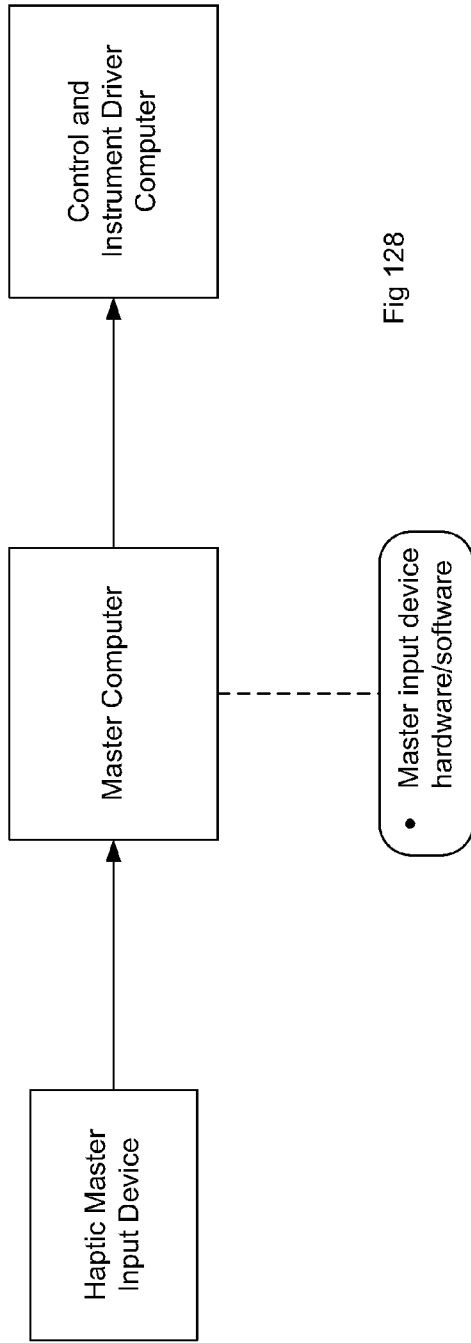 Haptic Master
Input Device
Master Computer
Control and
Instrument Driver
Computer
• Master input device
hardware/software
Fig 128